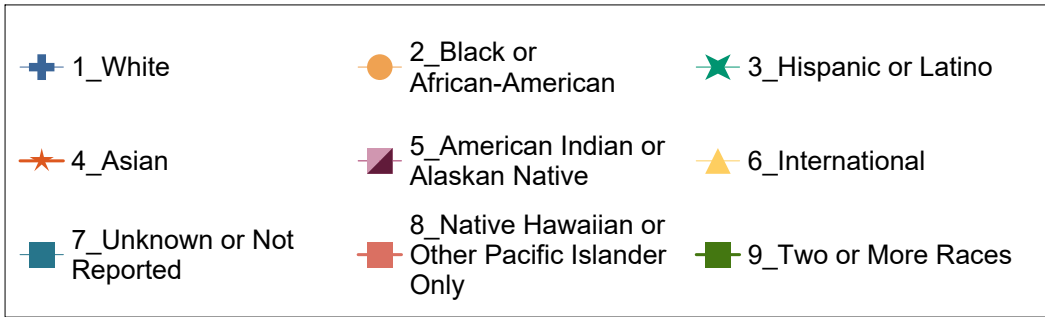 1_White
2_Black or
African-American
3_Hispanic or Latino
4_Asian
5_American Indian or
Alaskan Native
6_International
7_Unknown or Not
Reported
8_Native Hawaiian or
Other Pacific Islander
Only
9_Two or More Races